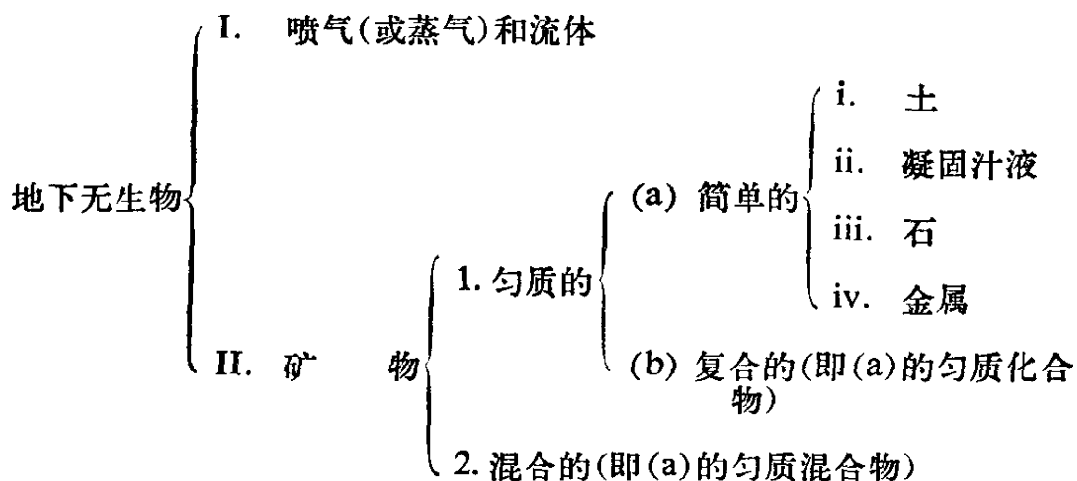 I. 喷气(或蒸气)和流体
i. 土
ii. 凝固汁液
地下无生物
(a) 简单的
iii. 石
1. 匀质的
iv. 金属
II. 矿 物
(b) 复合的(即(a)的匀质化合
物)
2. 混合的(即(a)的匀质混合物)